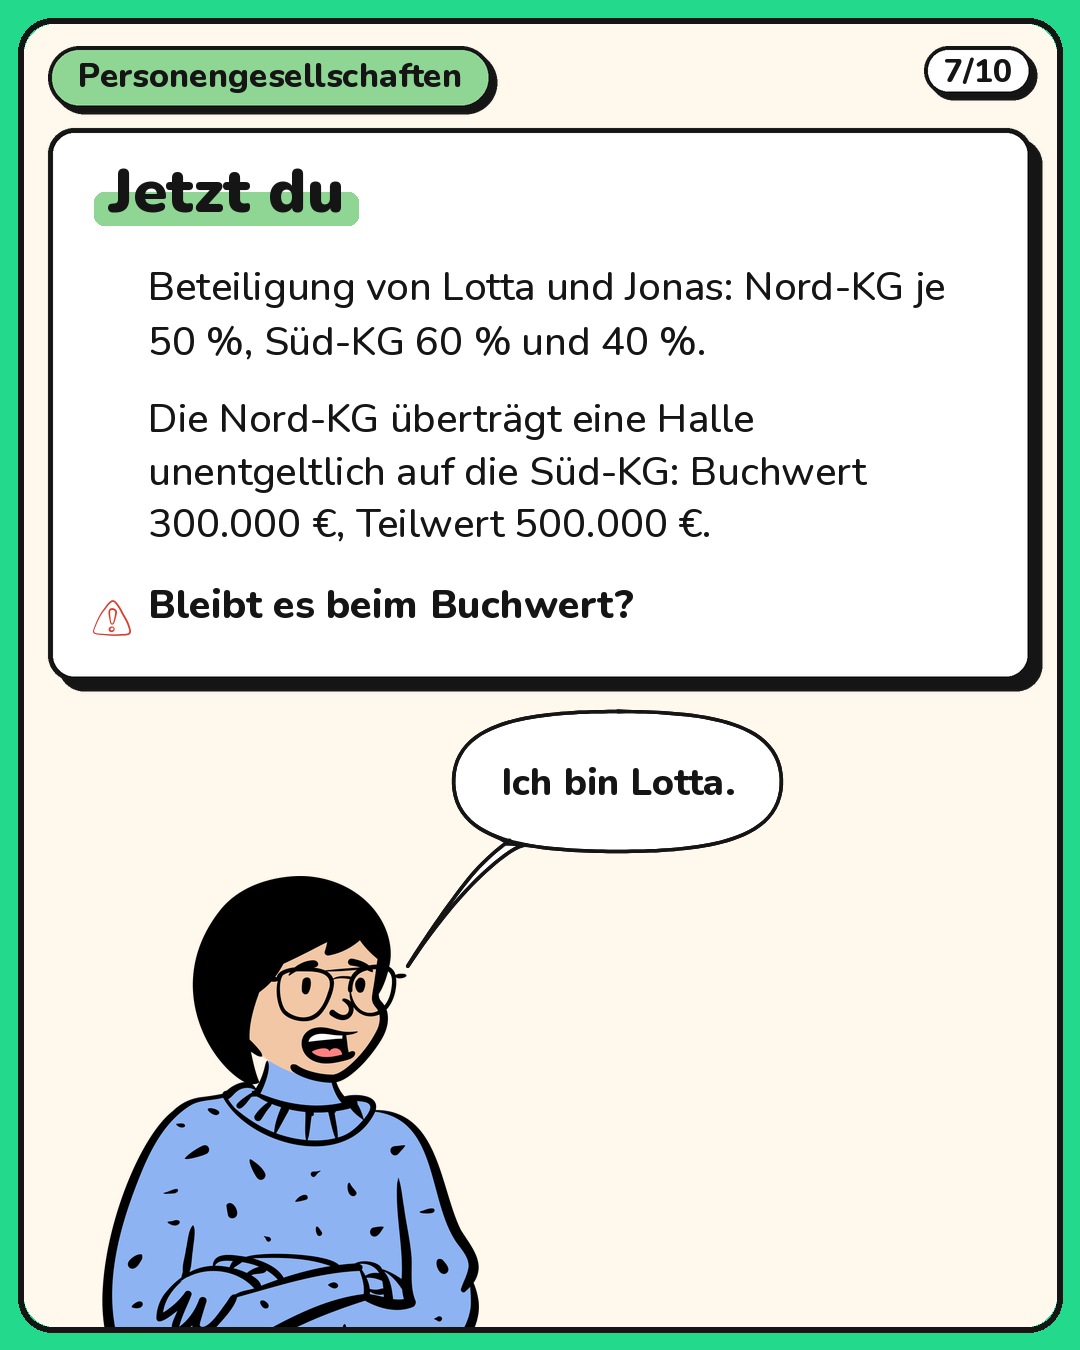 Personengesellschaften
7/10
Jetzt du
Beteiligung von Lotta und Jonas: Nord-KG je
50 %, Süd-KG 60 % und 40 %.
Die Nord-KG überträgt eine Halle
unentgeltlich auf die Süd-KG: Buchwert
300.000 €, Teilwert 500.000 €.
Bleibt es beim Buchwert?
Ich bin Lotta.